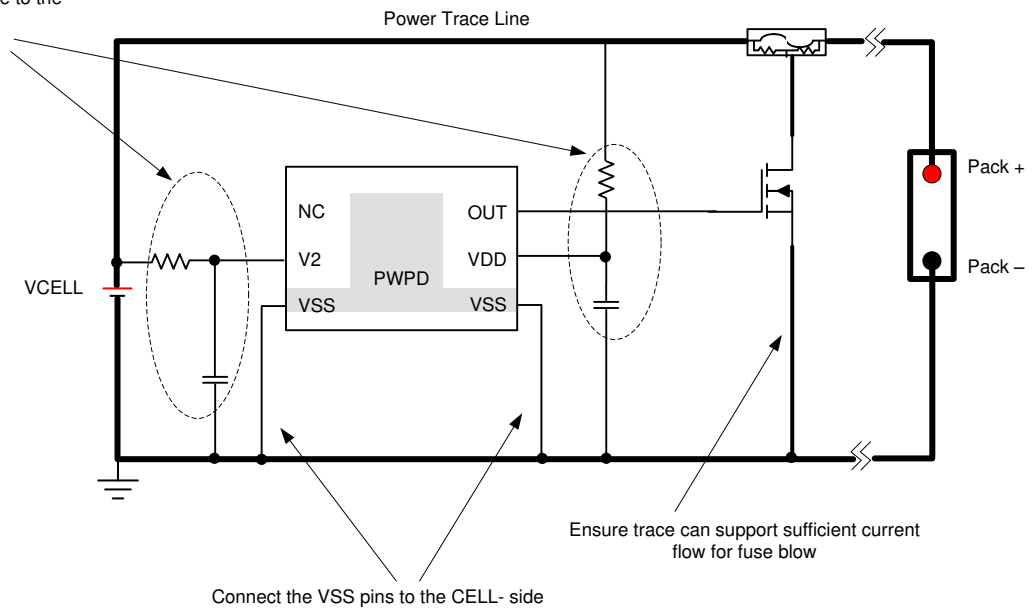 e to the
Power Trace Line
Pack +
NC
OUT
V2
VDD
PWPD
VCELL
VSS
VSS
Pack –
Ensure trace can support sufficient current
flow for fuse blow
Connect the VSS pins to the CELL- side